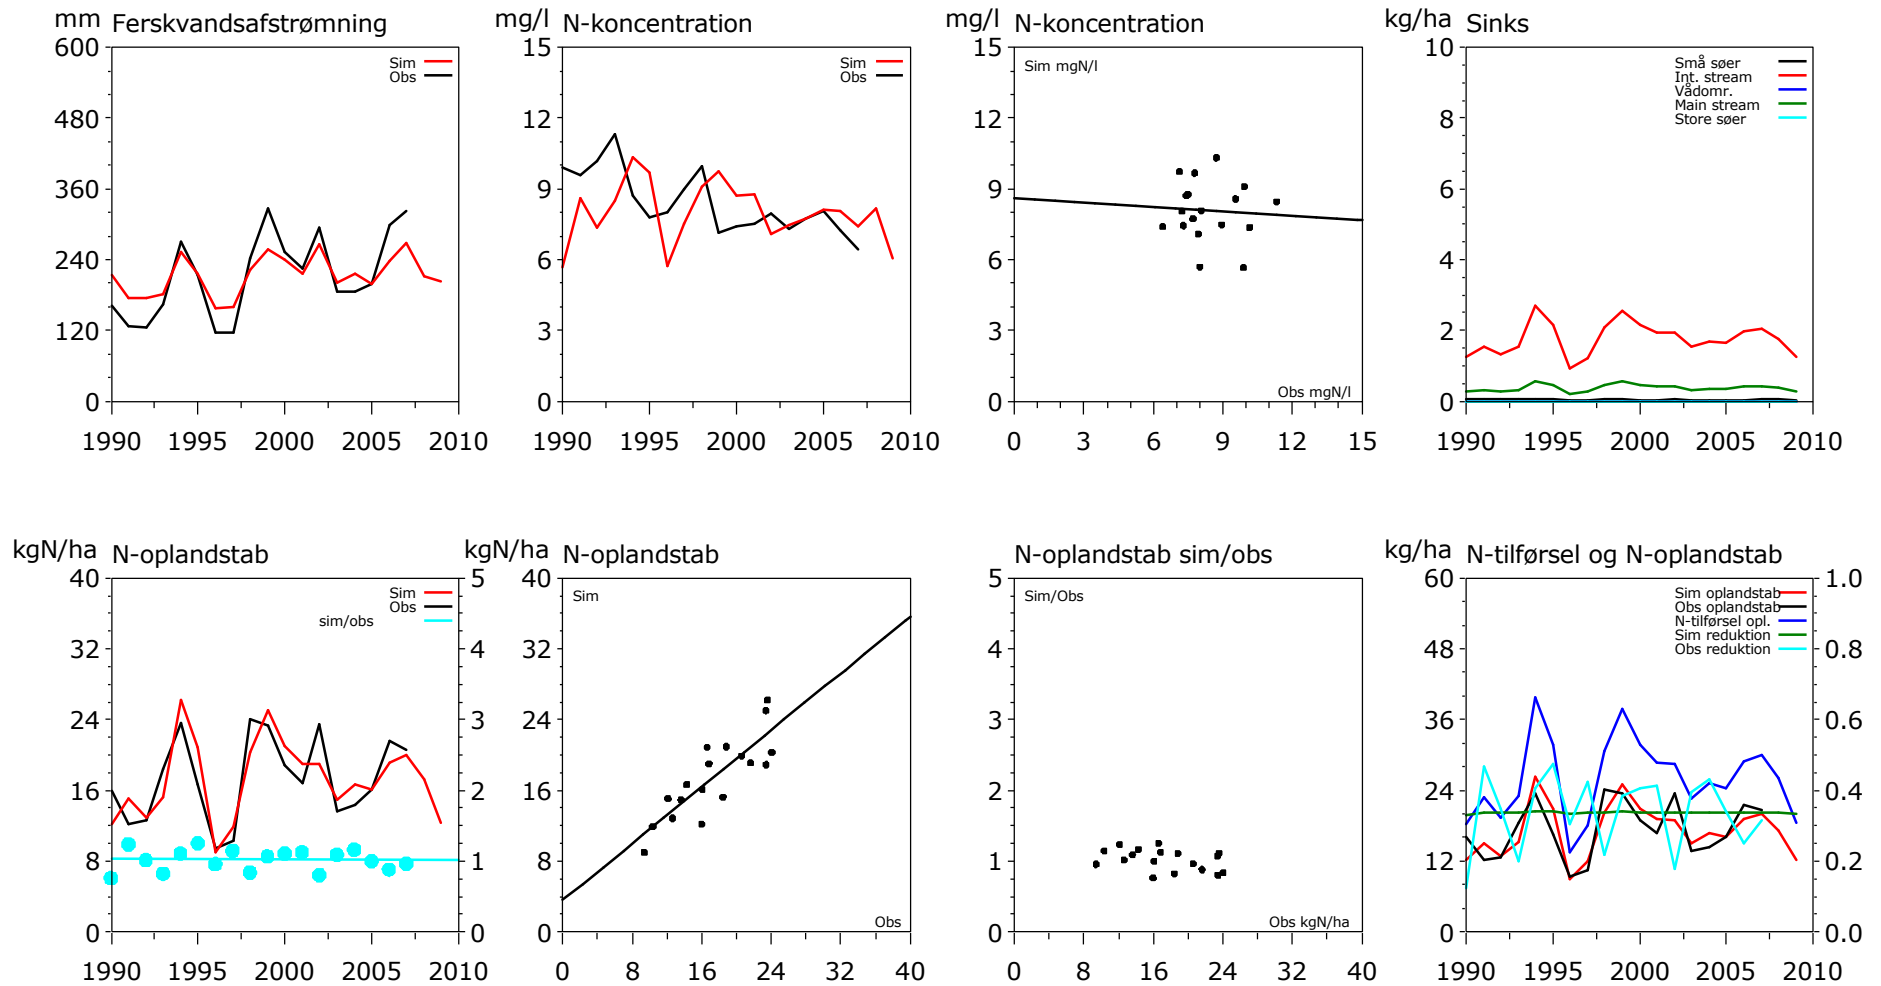 mm Ferskvandsafstrømning
600
480
360
240
120
0
1990 1995 2000 2005 2010
Sim
Obs
mg/l N-koncentration
15
12
9
6
3
0
1990 1995 2000 2005 2010
Sim
Obs
mg/l N-koncentration
15
12
9
6
3
0
0 3 6 9 12 15
Sim mgN/l
Obs mgN/l
kg/ha Sinks
10
8
6
4
2
0
1990 1995 2000 2005 2010
Små søer
Int. stream
Vådomr.
Main stream
Store søer
kgN/ha N-oplandstab
40
32
24
16
8
0
5
4
3
2
1
0
1990 1995 2000 2005 2010
Sim
Obs
sim/obs
kgN/ha N-oplandstab
40
32
24
16
8
0
0 8 16 24 32 40
Sim
Obs
N-oplandstab sim/obs
5
4
3
2
1
0
0 8 16 24 32 40
Sim/Obs
Obs kgN/ha
kg/ha N-tilførsel og N-oplandstab
60
48
36
24
12
0
1.0
0.8
0.6
0.4
0.2
0.0
1990 1995 2000 2005 2010
Sim oplandstab
Obs oplandstab
N-tilførsel opl.
Sim reduktion
Obs reduktion